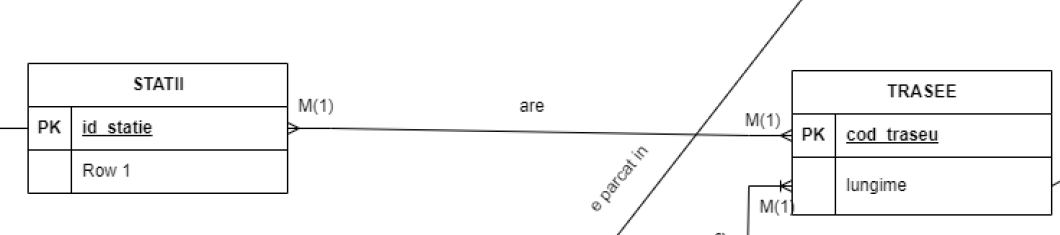 STATII
PK id_statie
Row 1
M(1)
are
M(1)
e parcat in
TRASEE
PK cod_traseu
lungime
M(1)